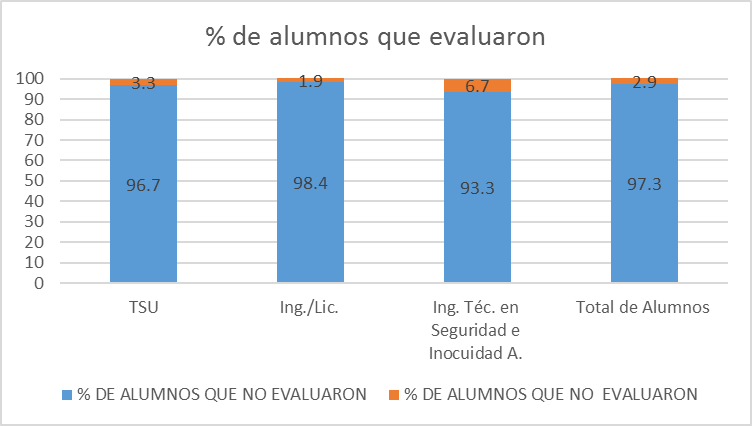 % de alumnos que evaluaron
100
90
80
70
60
50
40
30
20
10
0
3.3
1.9
6.7
2.9
96.7
98.4
93.3
97.3
TSU
Ing./Lic.
Ing. Téc. en
Seguridad e
Inocuidad A.
Total de Alumnos
% DE ALUMNOS QUE NO EVALUARON
% DE ALUMNOS QUE NO  EVALUARON